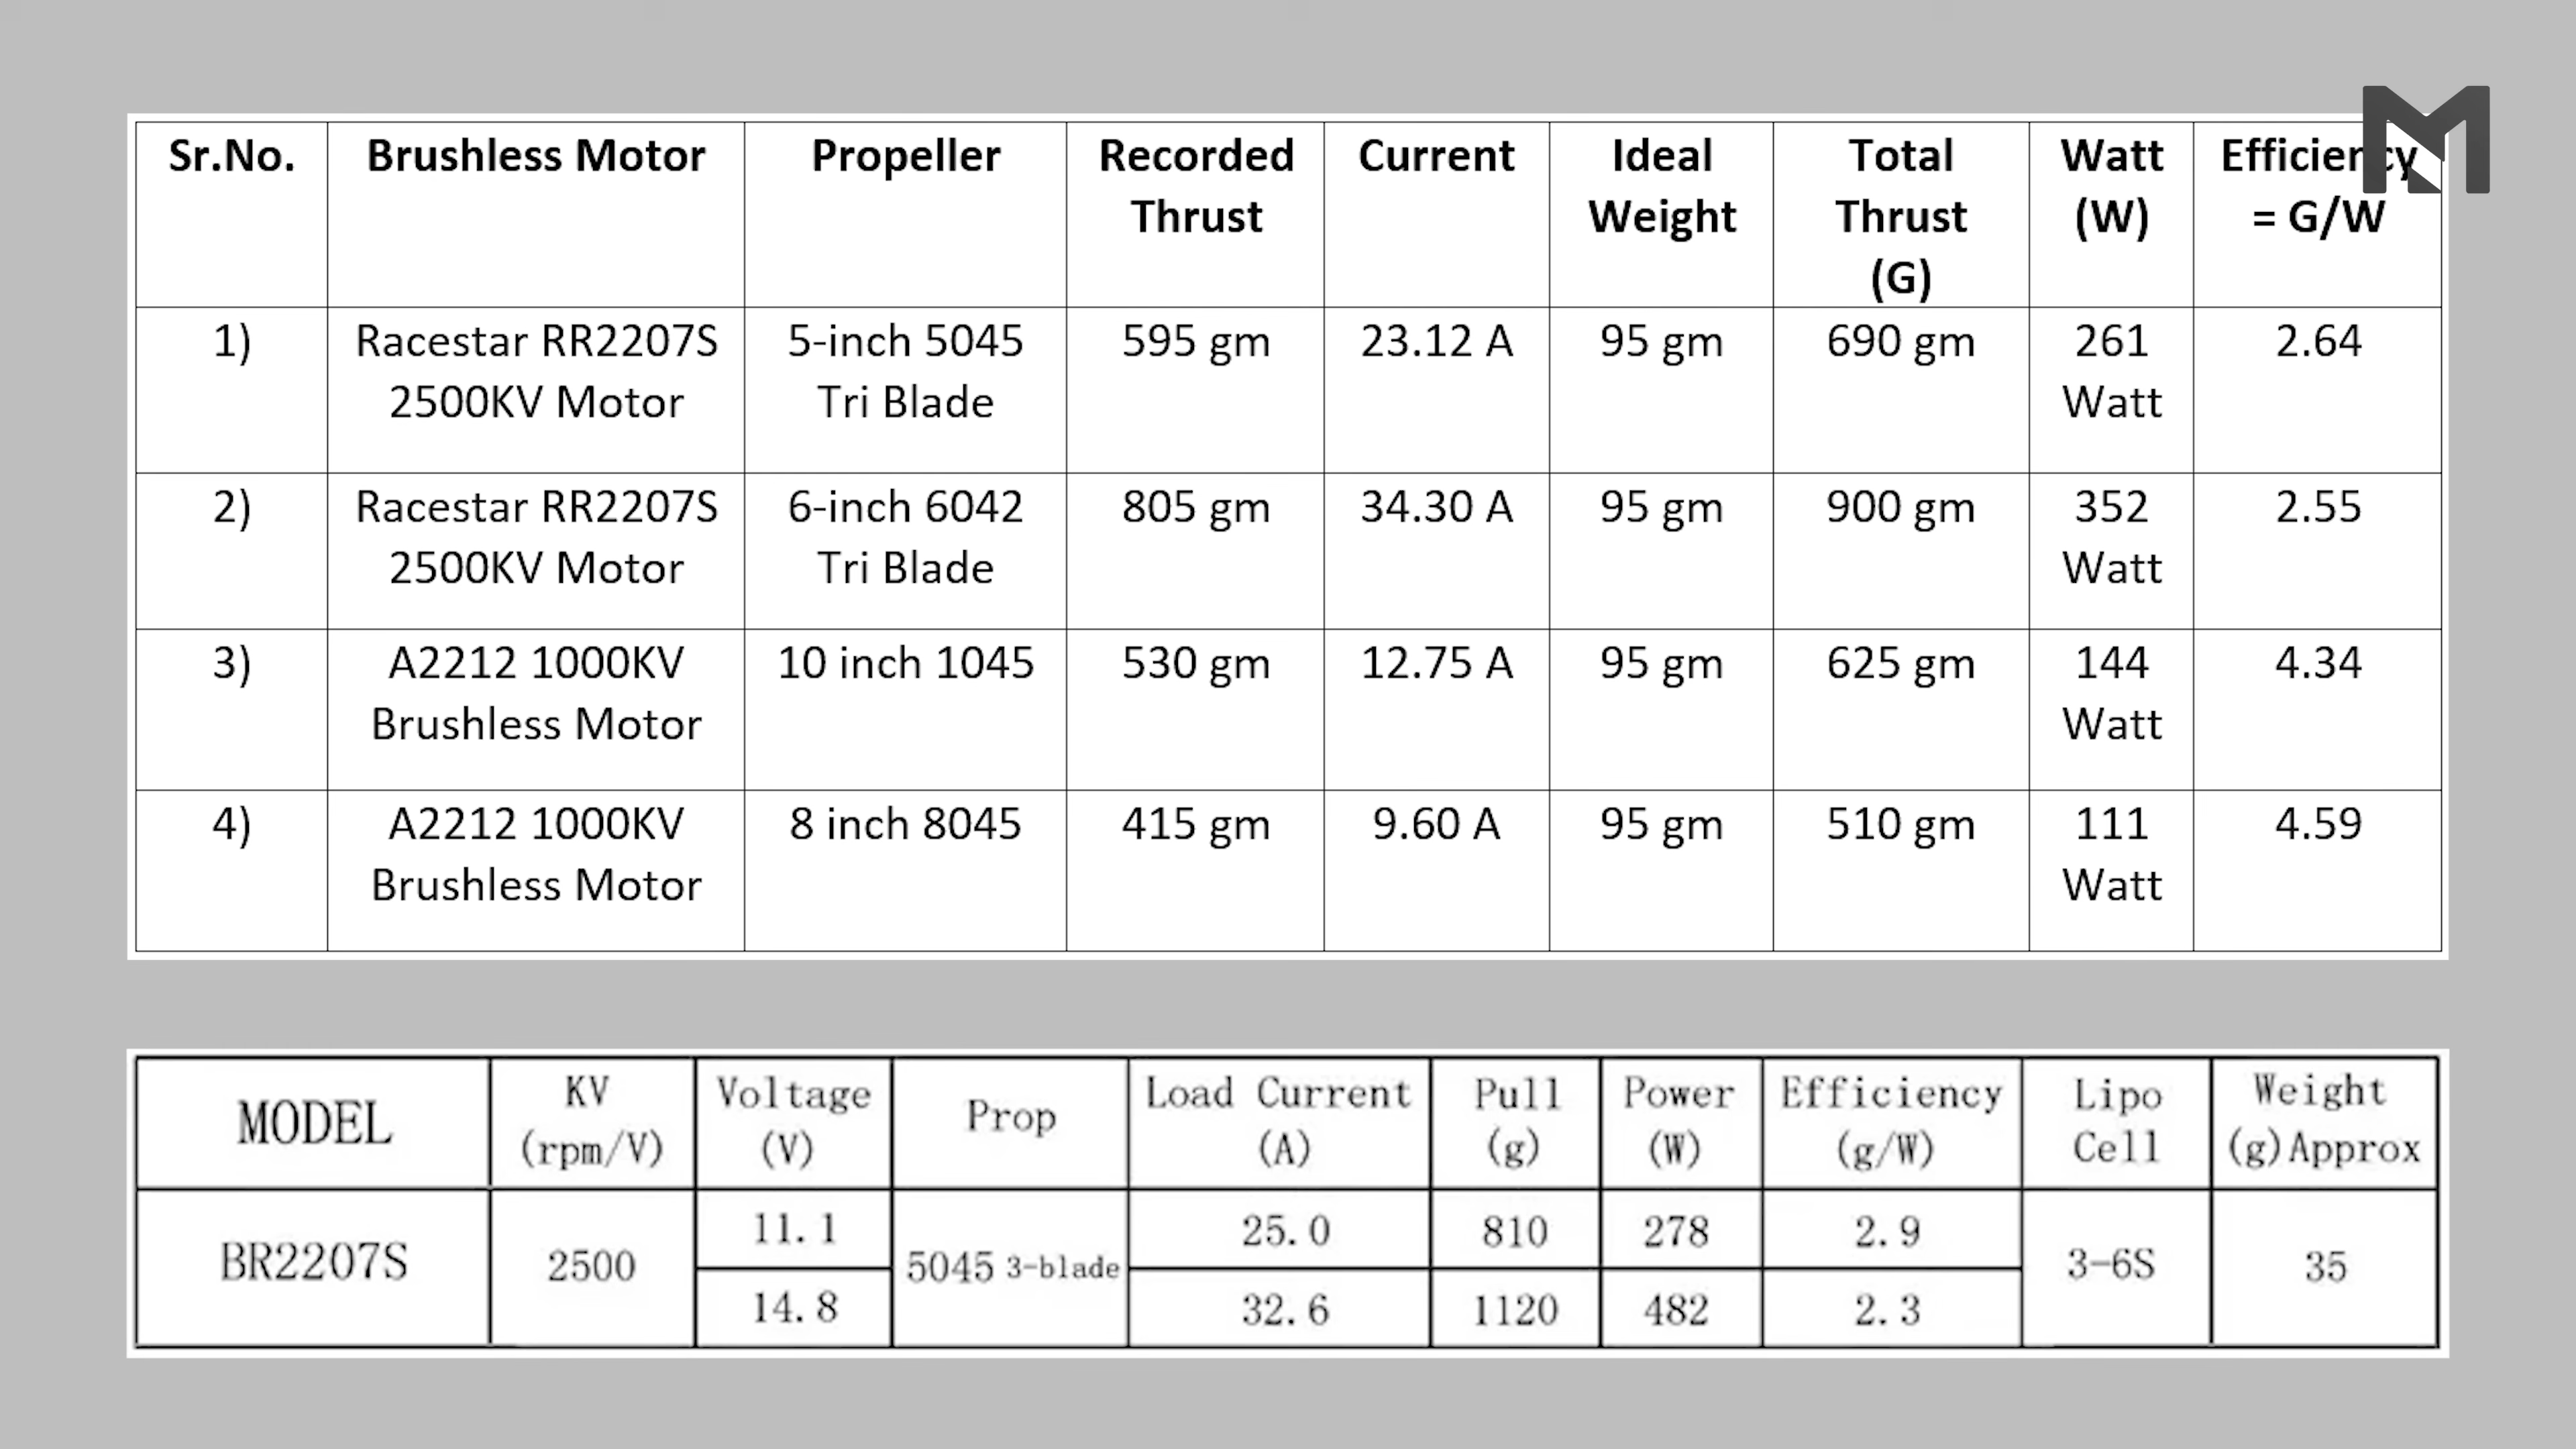 Sr.No. Brushless Motor Propeller Recorded Thrust Current Ideal Weight Total Thrust (G) Watt (W) Efficiency = G/W
1) Racestar RR2207S 2500KV Motor 5-inch 5045 Tri Blade 595 gm 23.12 A 95 gm 690 gm 261 Watt 2.64
2) Racestar RR2207S 2500KV Motor 6-inch 6042 Tri Blade 805 gm 34.30 A 95 gm 900 gm 352 Watt 2.55
3) A2212 1000KV Brushless Motor 10 inch 1045 530 gm 12.75 A 95 gm 625 gm 144 Watt 4.34
4) A2212 1000KV Brushless Motor 8 inch 8045 415 gm 9.60 A 95 gm 510 gm 111 Watt 4.59
MODEL KV (rpm/V) Voltage (V) Prop Load Current (A) Pull (g) Power (W) Efficiency (g/W) Lipo Cell Weight (g)Approx
BR2207S 2500 11.1 5045 3-blade 25.0 810 278 2.9 3-6S 35
14.8 32.6 1120 482 2.3